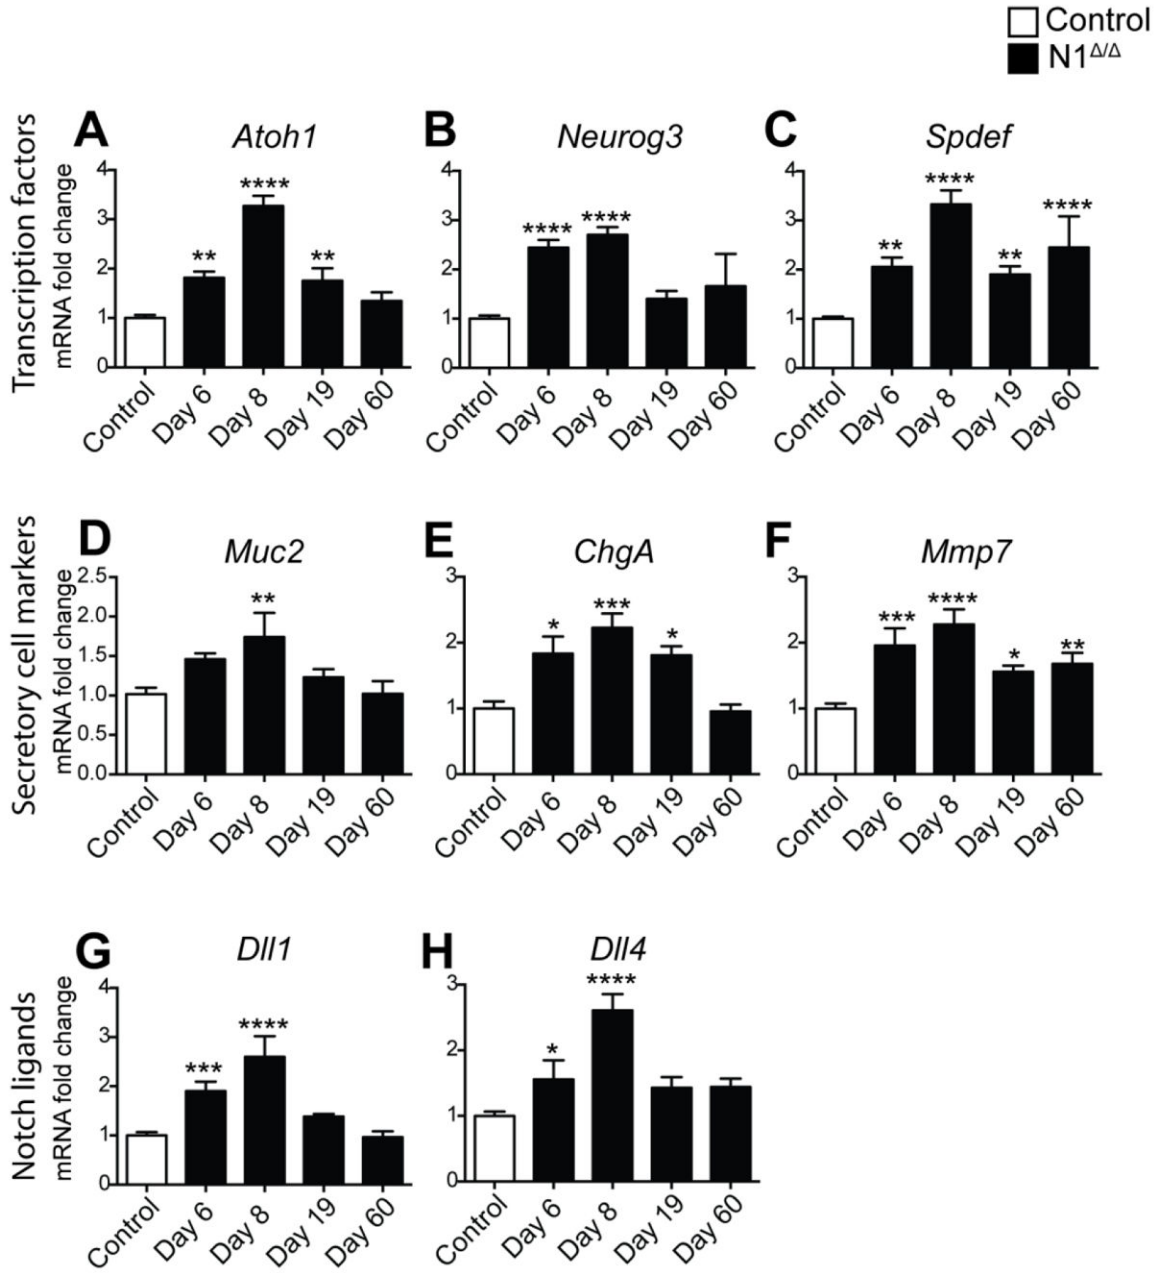 Control
N1Δ/Δ
Transcription factors
mRNA fold change
A
Atoh1
4
3
2
1
0
**
****
**
Control
Day 6
Day 8
Day 19
Day 60
B
Neurog3
4
3
2
1
0
****
****
Control
Day 6
Day 8
Day 19
Day 60
C
Spdef
4
3
2
1
0
**
****
**
****
Control
Day 6
Day 8
Day 19
Day 60
Secretory cell markers
mRNA fold change
D
Muc2
2.5
2.0
1.5
1.0
0.5
0.0
**
Control
Day 6
Day 8
Day 19
Day 60
E
ChgA
3
2
1
0
*
***
*
Control
Day 6
Day 8
Day 19
Day 60
F
Mmp7
3
2
1
0
***
****
*
**
Control
Day 6
Day 8
Day 19
Day 60
Notch ligands
mRNA fold change
G
Dll1
4
3
2
1
0
***
****
Control
Day 6
Day 8
Day 19
Day 60
H
Dll4
3
2
1
0
*
****
Control
Day 6
Day 8
Day 19
Day 60